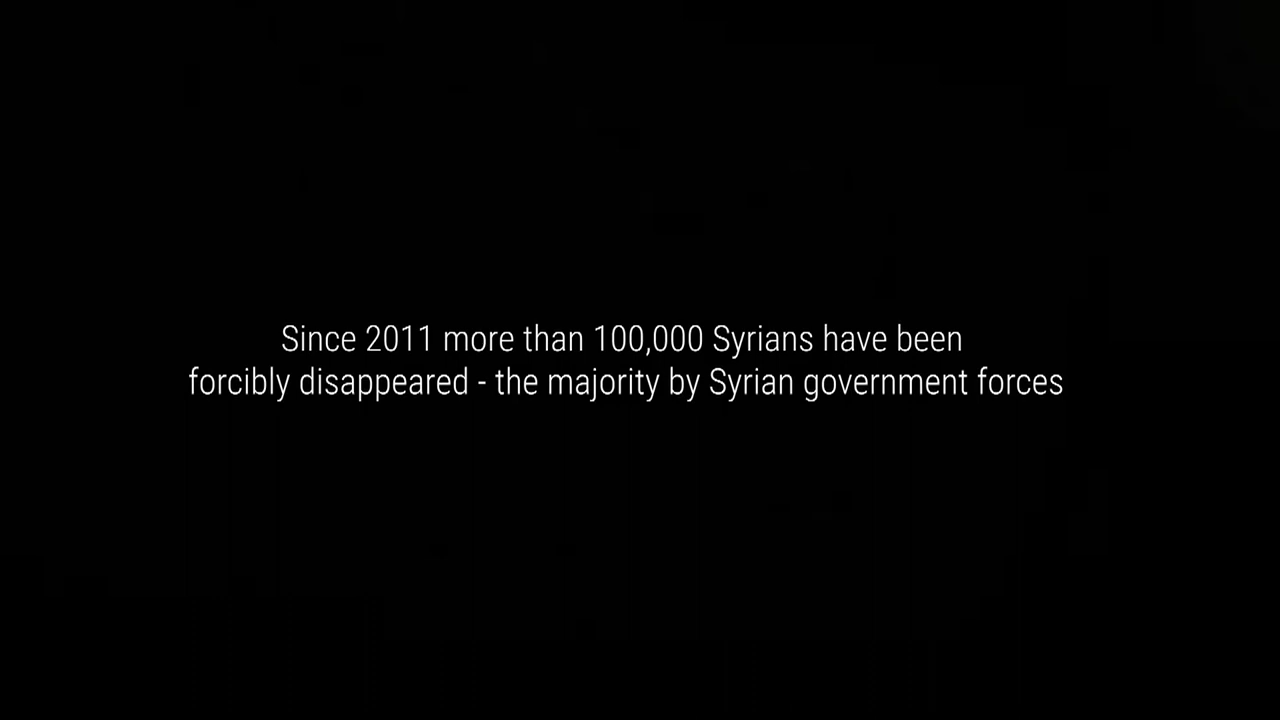 Since 2011 more than 100,000 Syrians have been
forcibly disappeared - the majority by Syrian government forces